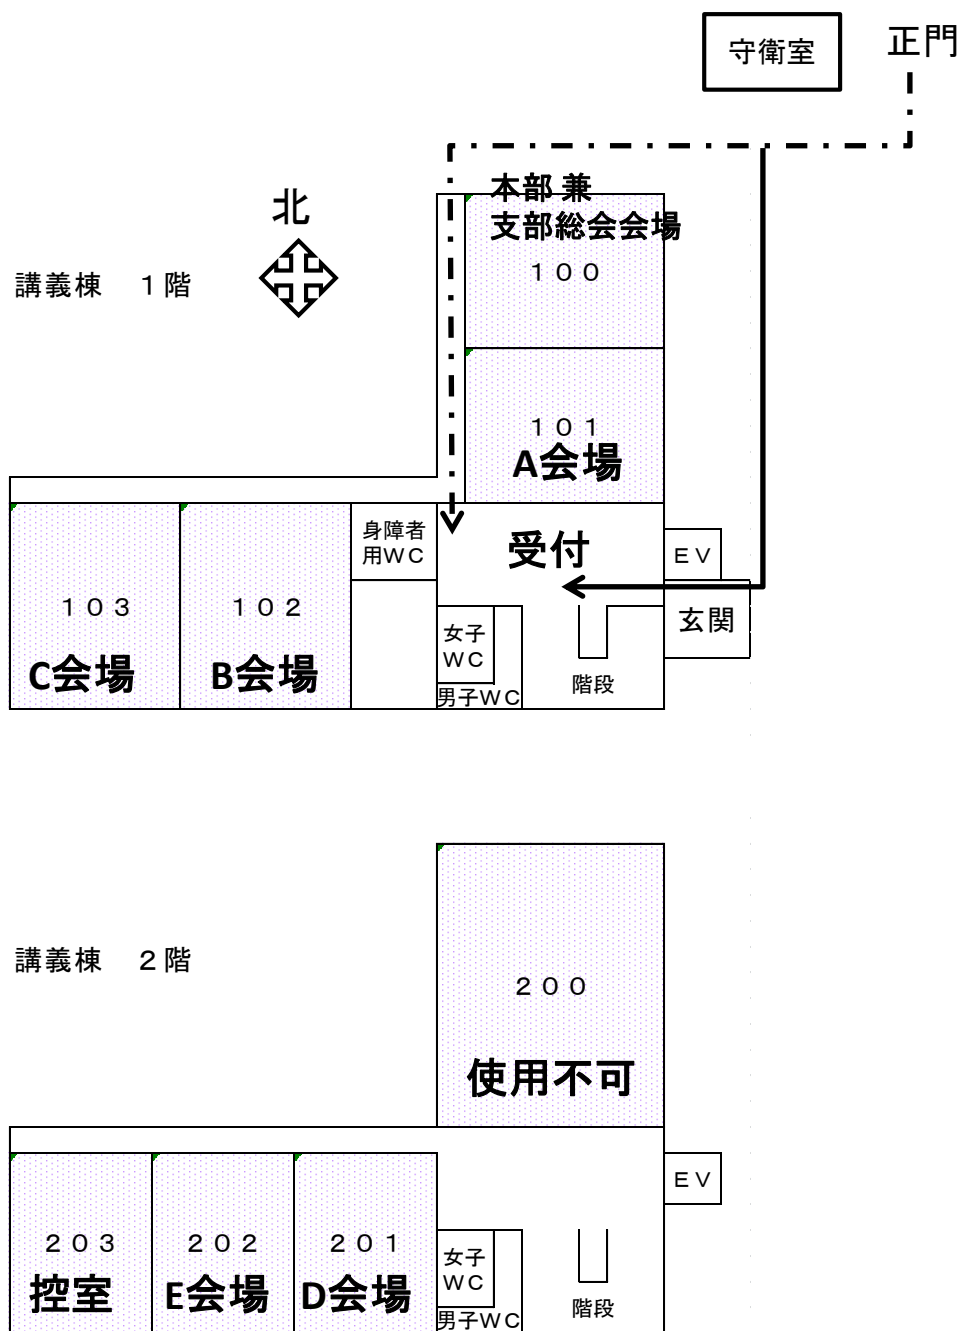 守衛室
正門
本部 兼
支部総会会場
１００
北
講義棟　１階
１０１
A会場
身障者
用ＷＣ
受付
ＥＶ
１０３
C会場
１０２
B会場
女子
ＷＣ
男子ＷＣ
階段
玄関
講義棟　２階
２００
使用不可
ＥＶ
２０３
控室
２０２
E会場
２０１
D会場
女子
ＷＣ
男子ＷＣ
階段